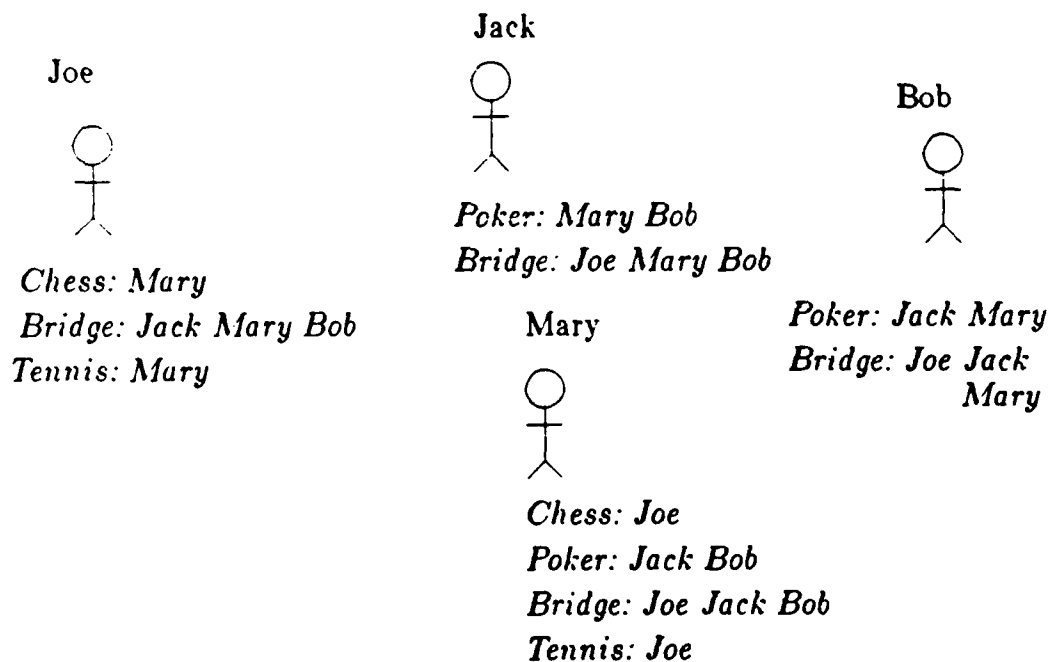 Joe
Chess: Mary
Bridge: Jack Mary Bob
Tennis: Mary
Jack
Poker: Mary Bob
Bridge: Joe Mary Bob
Mary
Chess: Joe
Poker: Jack Bob
Bridge: Joe Jack Bob
Tennis: Joe
Bob
Poker: Jack Mary
Bridge: Joe Jack
Mary